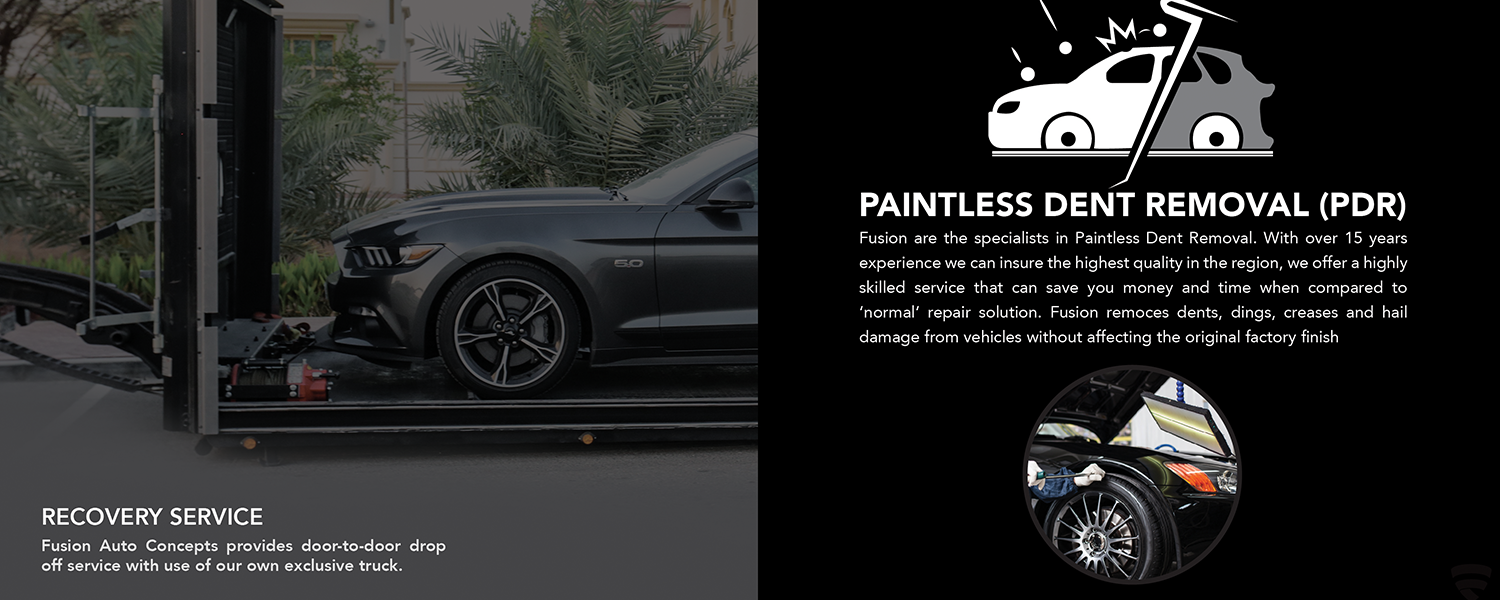 RECOVERY SERVICE
Fusion Auto Concepts provides door-to-door drop
off service with use of our own exclusive truck.
5.0
PAINTLESS DENT REMOVAL (PDR)
Fusion are the specialists in Paintless Dent Removal. With over 15 years
experience we can insure the highest quality in the region, we offer a highly
skilled service that can save you money and time when compared to
‘normal’ repair solution. Fusion remoces dents, dings, creases and hail
damage from vehicles without affecting the original factory finish